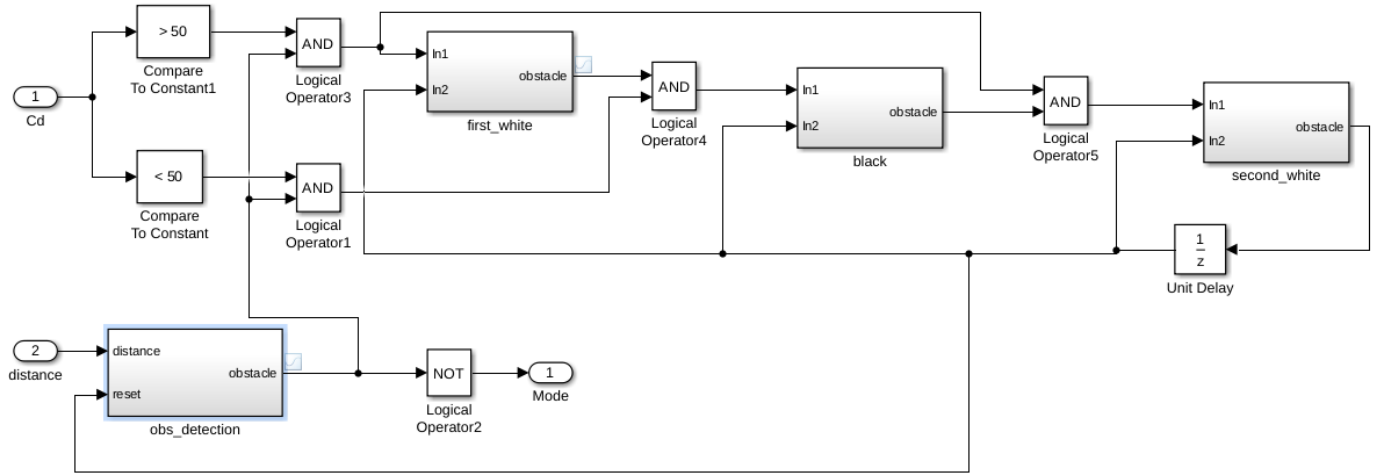 > 50
Compare
To Constant1
AND
Logical
Operator3
In1
In2
obstacle
first_white
AND
Logical
Operator4
In1
In2
obstacle
black
AND
Logical
Operator5
In1
In2
obstacle
second_white
1
Cd
< 50
Compare
To Constant
AND
Logical
Operator1
1
z
Unit Delay
2
distance
distance
reset
obstacle
obs_detection
NOT
Logical
Operator2
1
Mode